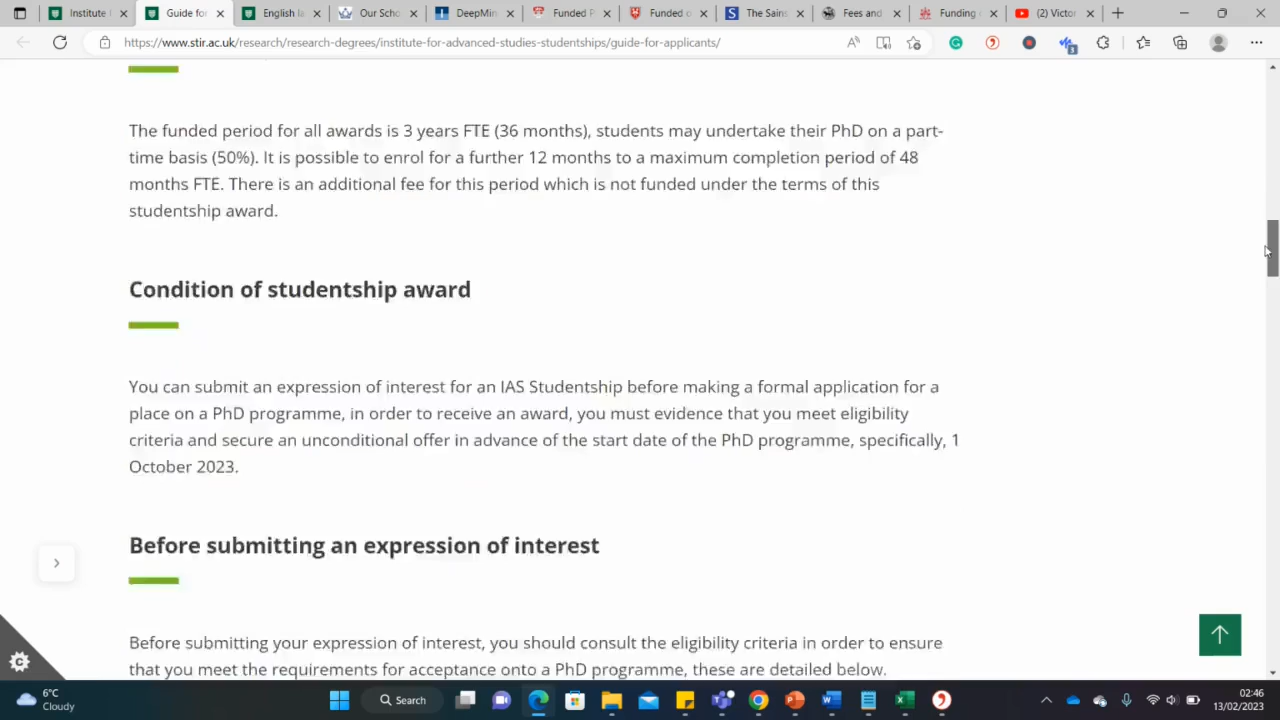 Institute
Guide for
English la
Our Scho
DeepMin
Funded P
Funded o
The Sains
Fees and
Funding o
(2) Victor
https://www.stir.ac.uk/research/research-degrees/institute-for-advanced-studies-studentships/guide-for-applicants/
The funded period for all awards is 3 years FTE (36 months), students may undertake their PhD on a part-
time basis (50%). It is possible to enrol for a further 12 months to a maximum completion period of 48
months FTE. There is an additional fee for this period which is not funded under the terms of this
studentship award.
Condition of studentship award
You can submit an expression of interest for an IAS Studentship before making a formal application for a
place on a PhD programme, in order to receive an award, you must evidence that you meet eligibility
criteria and secure an unconditional offer in advance of the start date of the PhD programme, specifically, 1
October 2023.
Before submitting an expression of interest
Before submitting your expression of interest, you should consult the eligibility criteria in order to ensure
that you meet the requirements for acceptance onto a PhD programme, these are detailed below.
6°C
Cloudy
Search
02:46
13/02/2023